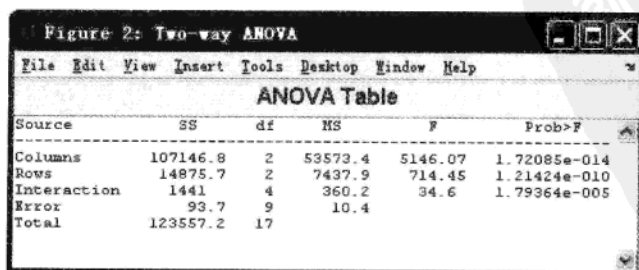 Figure 2: Two-way ANOVA
File Edit View Insert Tools Desktop Window Help
ANOVA Table
Source SS df MS F Prob>F
Columns 107146.8 2 53573.4 5146.07 1.72085e-014
Rows 14875.7 2 7437.9 714.45 1.21424e-010
Interaction 1441 4 360.2 34.6 1.79364e-005
Error 93.7 9 10.4
Total 123557.2 17